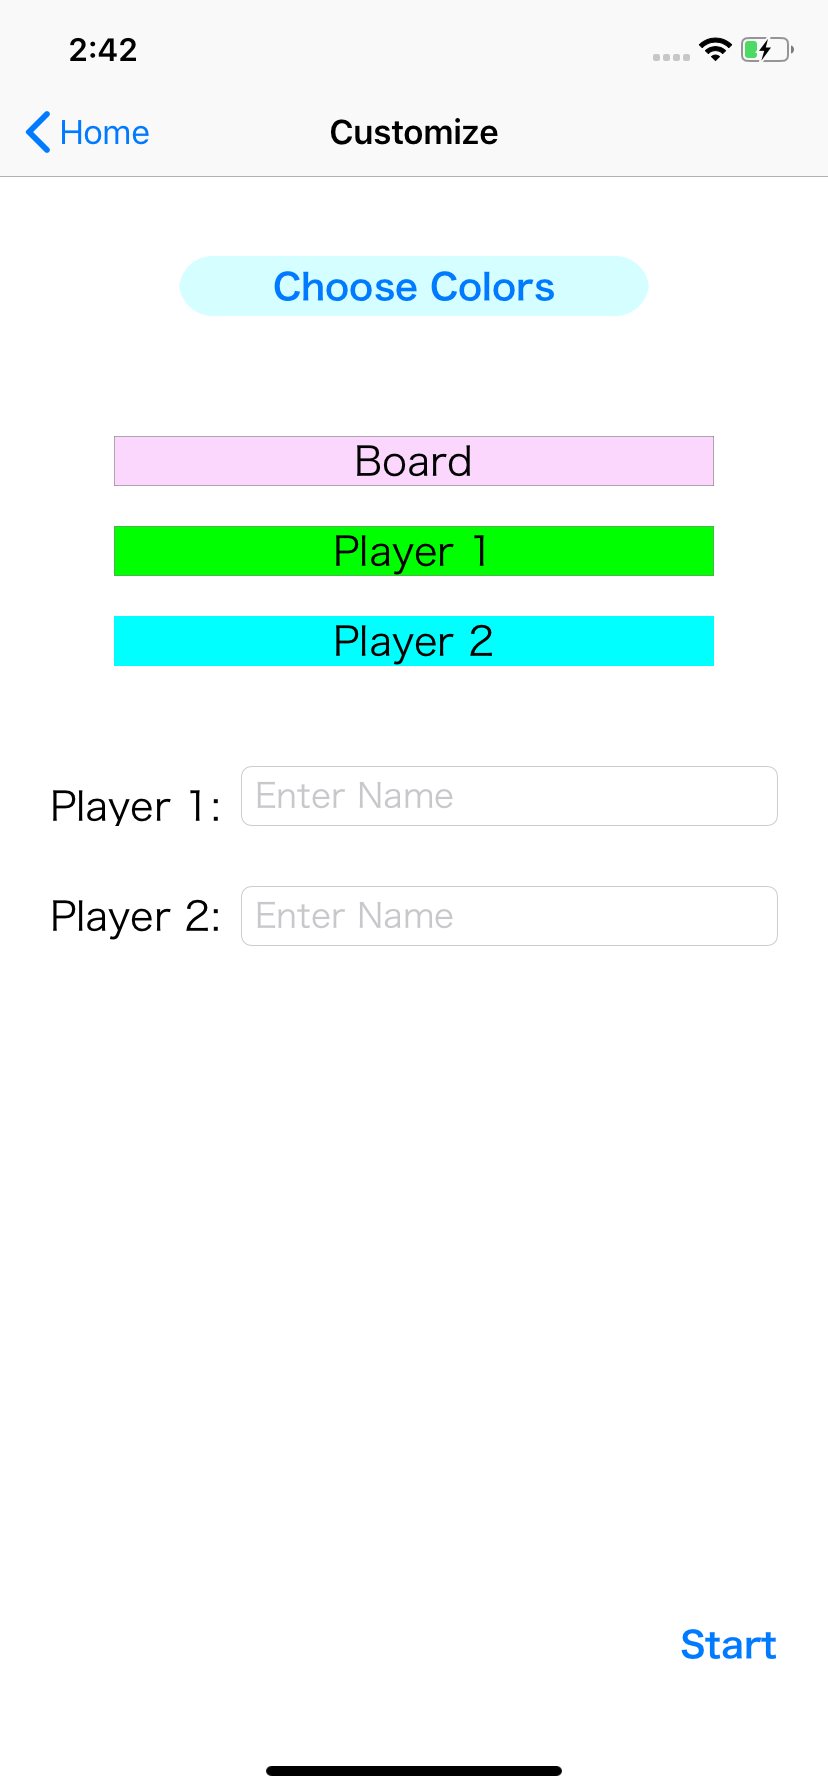 2:42
Home
Customize
Choose Colors
Board
Player 1
Player 2
Player 1: Enter Name
Player 2: Enter Name
Start